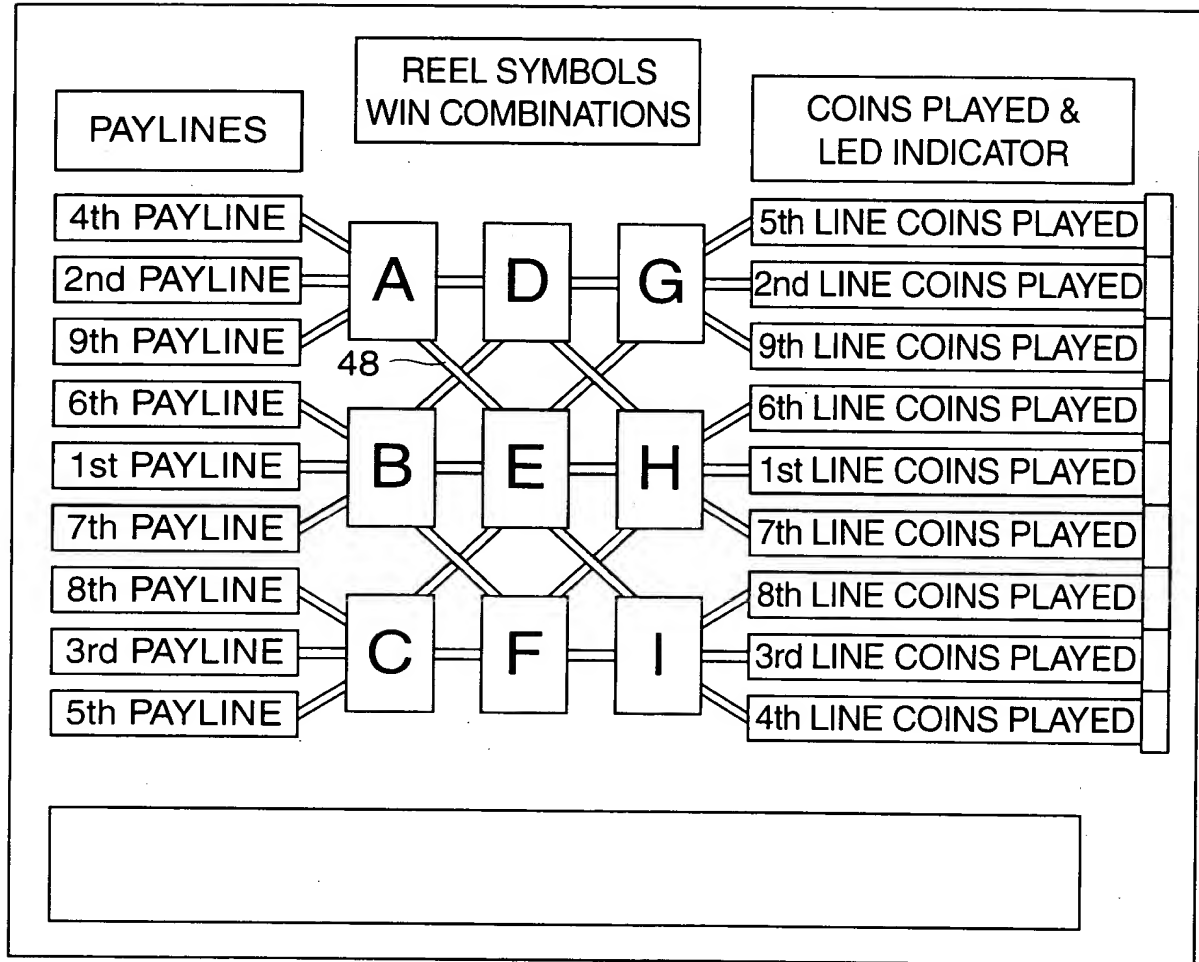 REEL SYMBOLS
WIN COMBINATIONS
PAYLINES
COINS PLAYED &
LED INDICATOR
4th PAYLINE
2nd PAYLINE
9th PAYLINE
6th PAYLINE
1st PAYLINE
7th PAYLINE
8th PAYLINE
3rd PAYLINE
5th PAYLINE
A D G
48
B E H
C F I
5th LINE COINS PLAYED
2nd LINE COINS PLAYED
9th LINE COINS PLAYED
6th LINE COINS PLAYED
1st LINE COINS PLAYED
7th LINE COINS PLAYED
8th LINE COINS PLAYED
3rd LINE COINS PLAYED
4th LINE COINS PLAYED